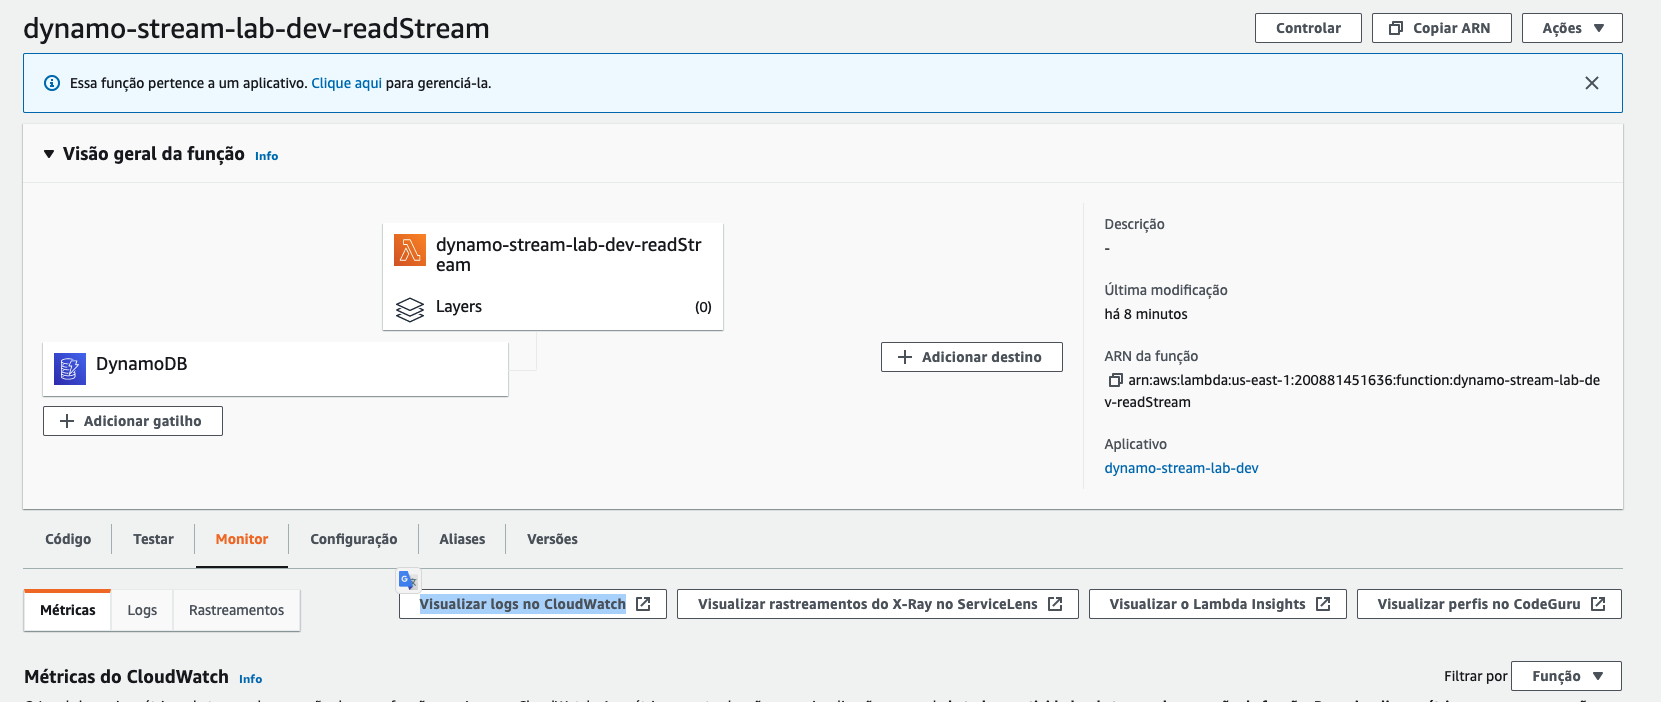 dynamo-stream-lab-dev-readStream
Controlar
Copiar ARN
Ações
Essa função pertence a um aplicativo. Clique aqui para gerenciá-la.
Visão geral da função Info
dynamo-stream-lab-dev-readStr
eam
Layers (0)
DynamoDB
Adicionar gatilho
Adicionar destino
Descrição
-
Última modificação
há 8 minutos
ARN da função
arn:aws:lambda:us-east-1:200881451636:function:dynamo-stream-lab-de
v-readStream
Aplicativo
dynamo-stream-lab-dev
Código Testar Monitor Configuração Aliases Versões
Métricas Logs Rastreamentos
Visualizar logs no CloudWatch
Visualizar rastreamentos do X-Ray no ServiceLens
Visualizar o Lambda Insights
Visualizar perfis no CodeGuru
Métricas do CloudWatch Info
Filtrar por Função